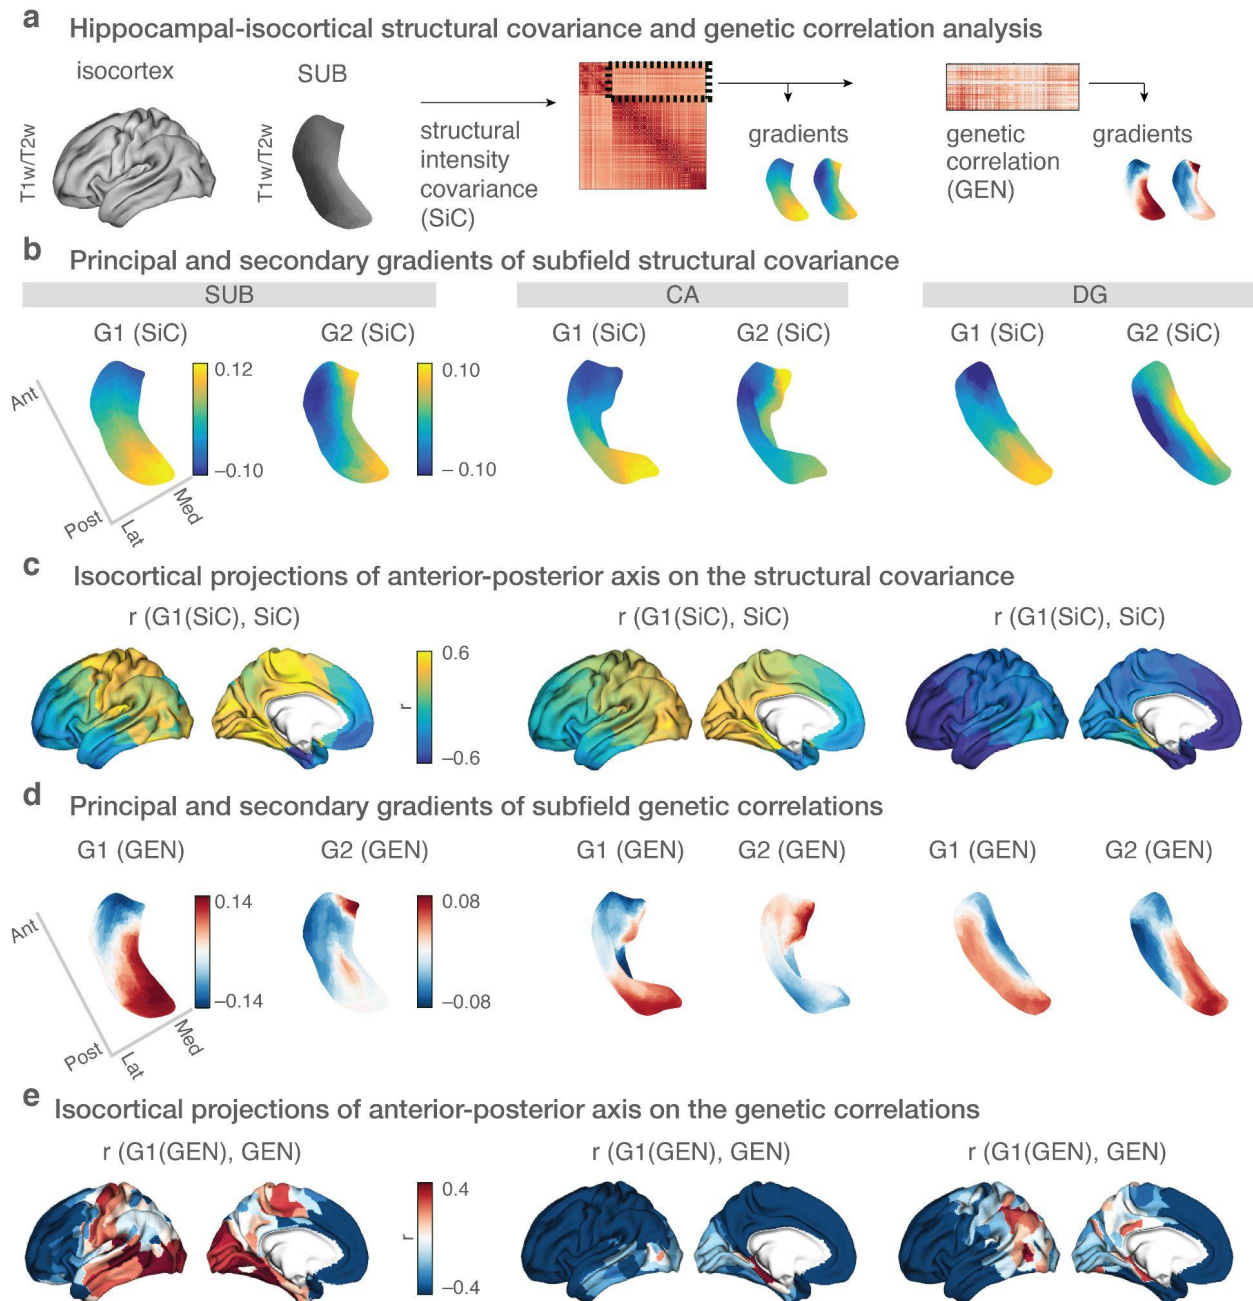 a Hippocampal-isocortical structural covariance and genetic correlation analysis
isocortex
SUB
T1w/T2w
T1w/T2w
structural
intensity
covariance
(SiC)
gradients
genetic
correlation
(GEN)
gradients
b Principal and secondary gradients of subfield structural covariance
SUB CA DG
G1 (SiC) G2 (SiC) G1 (SiC) G2 (SiC) G1 (SiC) G2 (SiC)
0.12 0.10
Ant
−0.10 − 0.10
Post Lat Med
c Isocortical projections of anterior-posterior axis on the structural covariance
r (G1(SiC), SiC) r (G1(SiC), SiC) r (G1(SiC), SiC)
0.6
r
−0.6
d Principal and secondary gradients of subfield genetic correlations
G1 (GEN) G2 (GEN) G1 (GEN) G2 (GEN) G1 (GEN) G2 (GEN)
0.14 0.08
Ant
−0.14 −0.08
Post Lat Med
e Isocortical projections of anterior-posterior axis on the genetic correlations
r (G1(GEN), GEN) r (G1(GEN), GEN) r (G1(GEN), GEN)
0.4
r
−0.4